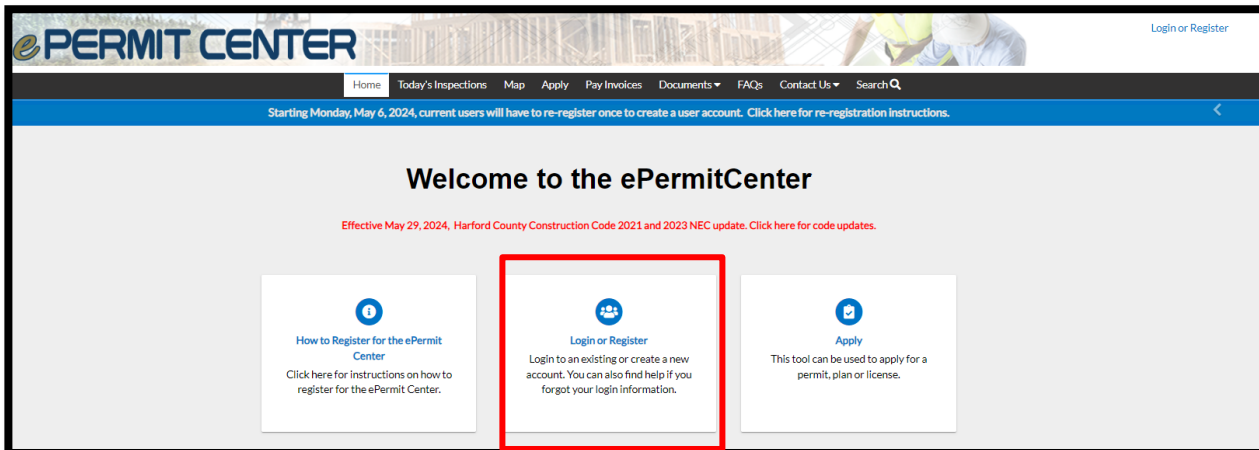 ePERMIT CENTER
Login or Register
Home Today's Inspections Map Apply Pay Invoices Documents FAQs Contact Us Search
Starting Monday, May 6, 2024, current users will have to re-register once to create a user account. Click here for re-registration instructions.
Welcome to the ePermitCenter
Effective May 29, 2024, Harford County Construction Code 2021 and 2023 NEC update. Click here for code updates.
How to Register for the ePermit
Center
Click here for instructions on how to
register for the ePermit Center.
Login or Register
Login to an existing or create a new
account. You can also find help if you
forgot your login information.
Apply
This tool can be used to apply for a
permit, plan or license.